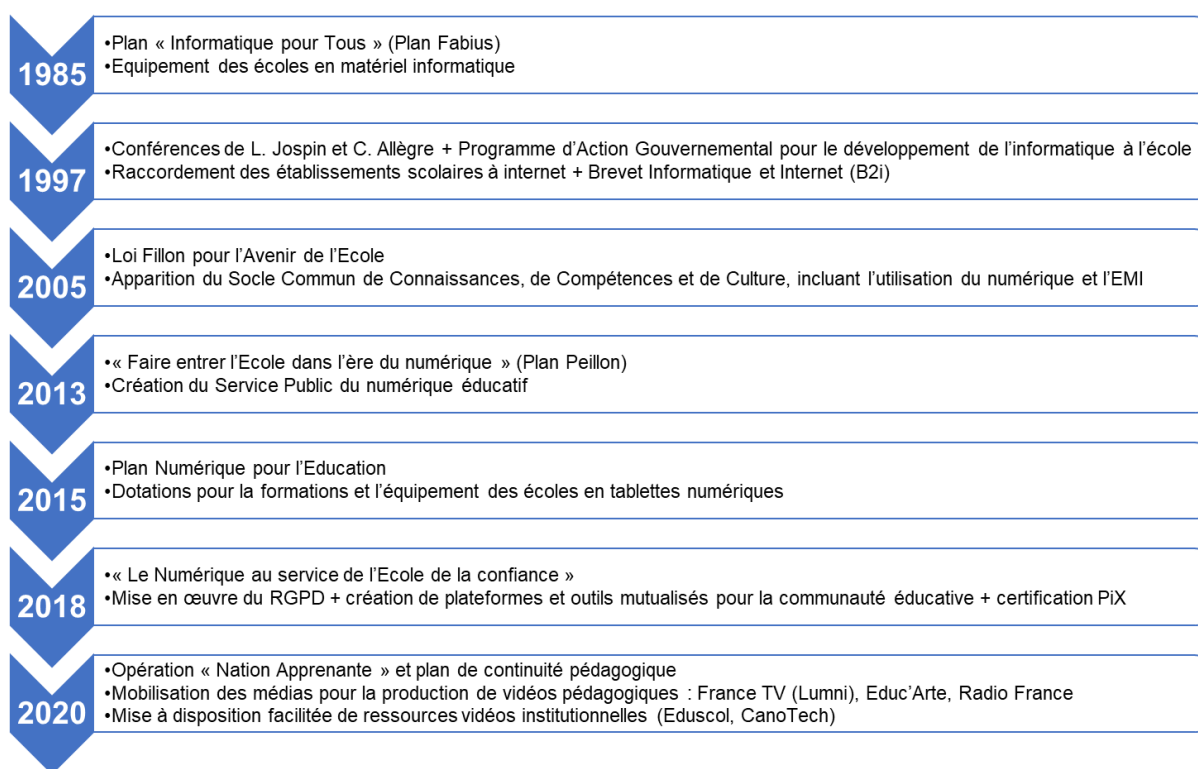 1985
•Plan « Informatique pour Tous » (Plan Fabius)
•Equipement des écoles en matériel informatique
1997
•Conférences de L. Jospin et C. Allègre + Programme d’Action Gouvernemental pour le développement de l’informatique à l’école
•Raccordement des établissements scolaires à internet + Brevet Informatique et Internet (B2i)
2005
•Loi Fillon pour l’Avenir de l’Ecole
•Apparition du Socle Commun de Connaissances, de Compétences et de Culture, incluant l’utilisation du numérique et l’EMI
2013
•« Faire entrer l’Ecole dans l’ère du numérique » (Plan Peillon)
•Création du Service Public du numérique éducatif
2015
•Plan Numérique pour l’Education
•Dotations pour la formations et l’équipement des écoles en tablettes numériques
2018
•« Le Numérique au service de l’Ecole de la confiance »
•Mise en œuvre du RGPD + création de plateformes et outils mutualisés pour la communauté éducative + certification PiX
2020
•Opération « Nation Apprenante » et plan de continuité pédagogique
•Mobilisation des médias pour la production de vidéos pédagogiques : France TV (Lumni), Educ’Arte, Radio France
•Mise à disposition facilitée de ressources vidéos institutionnelles (Eduscol, CanoTech)